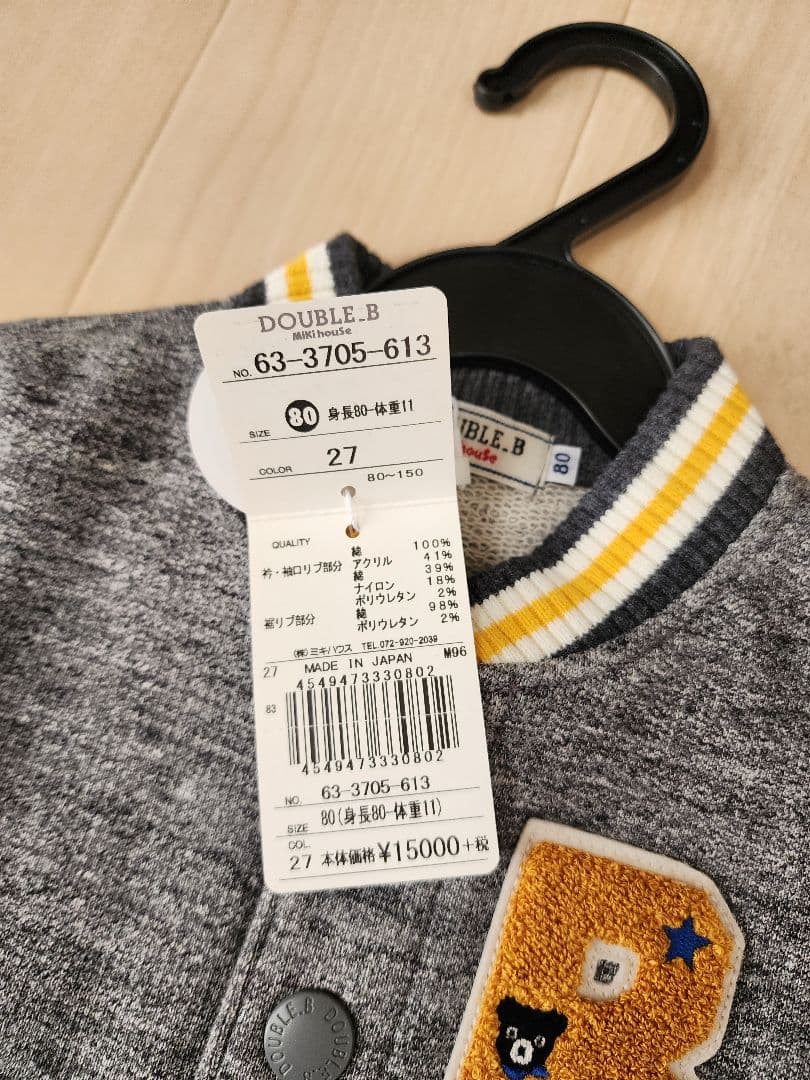 DOUBLE_B
MiKi houSe
NO. 63-3705-613
SIZE 80 身長80-体重11
COLOR 27
80~150
QUALITY 綿 100%
衿・袖口リブ部分 アクリル 41%
綿 39%
ナイロン 18%
ポリウレタン 2%
裾リブ部分 綿 98%
ポリウレタン 2%
(株)ミキハウス TEL.072-920-2039
27 MADE IN JAPAN M96
4549473330802
83
4549473330802
NO. 63-3705-613
SIZE 80(身長80-体重11)
COL. 27 本体価格 ¥15000+税
UBLE_B
houSe
80
DOUBLE.B DOUBLE